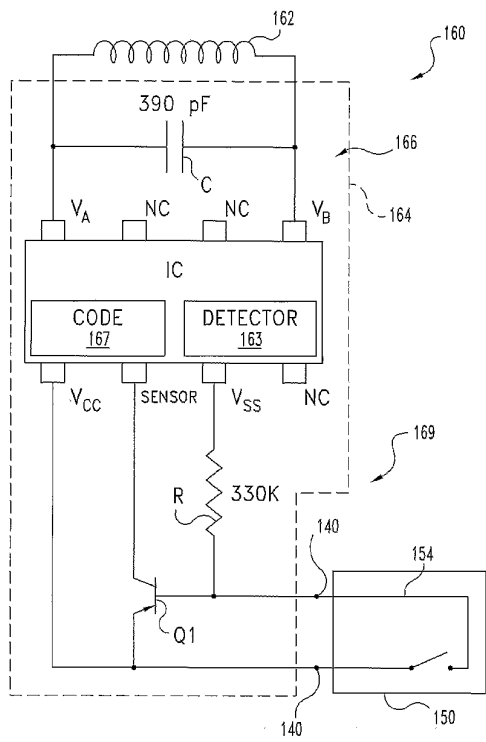 162
160
390 pF
166
C
164
V_A NC NC V_B
IC
CODE DETECTOR
167 163
V_CC SENSOR V_SS NC
169
R 330K
140 154
Q1
140 150